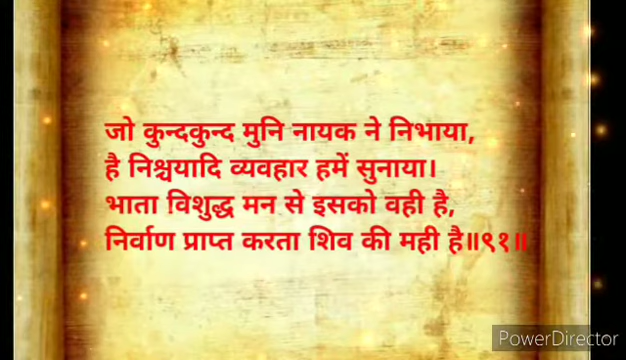 जो कुन्दकुन्द मुनि नायक ने निभाया,
है निश्चयादि व्यवहार हमें सुनाया।
भाता विशुद्ध मन से इसको वही है,
निर्वाण प्राप्त करता शिव की मही है॥९१॥
PowerDirector